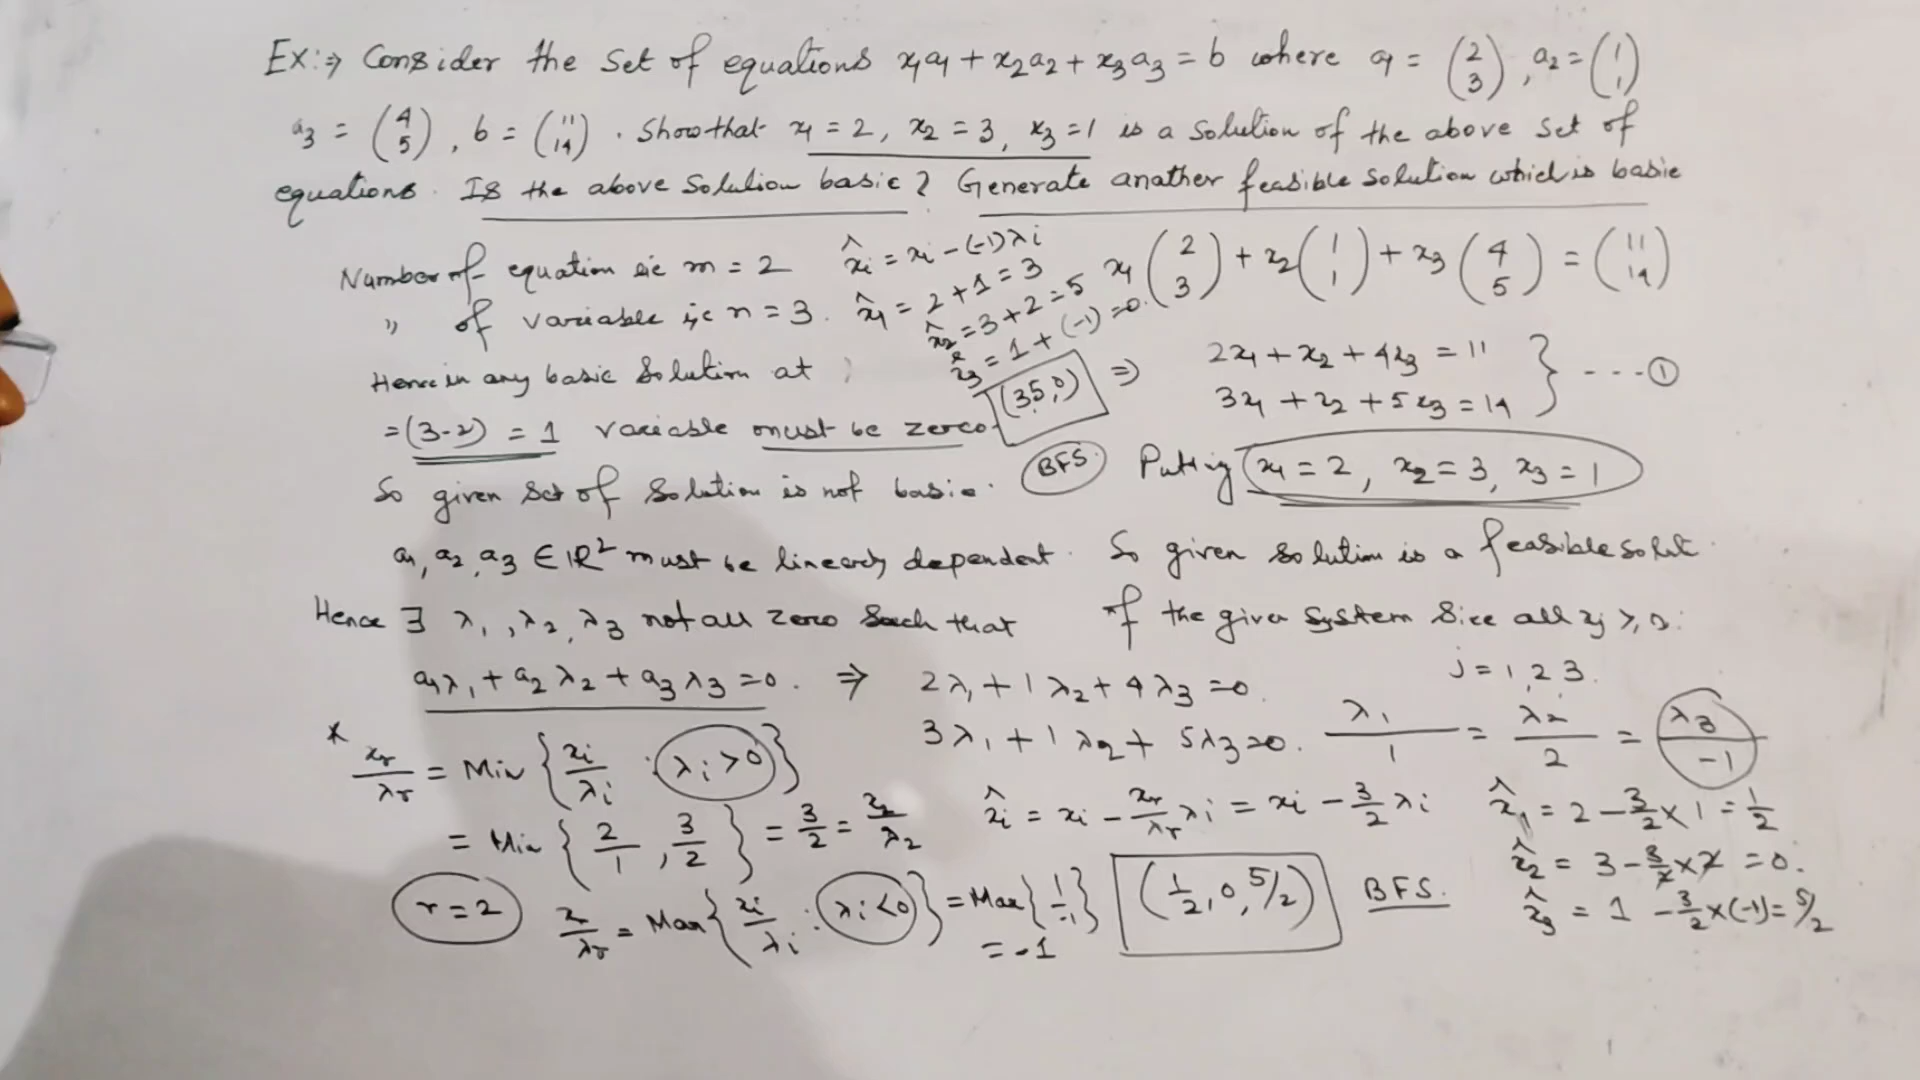 Ex:⇒ Consider the set of equations x₁a₁ + x₂a₂ + x₃a₃ = b where a₁ = (2 3), a₂ = (1 1)
a₃ = (4 5), b = (11 14). Show that x₁ = 2, x₂ = 3, x₃ = 1 is a solution of the above set of
equations. Is the above solution basic? Generate anather feasible solution which is basic
Number of equation ie m = 2
" of variable ie n = 3.
Hence in any basic solution at
= (3-2) = 1 variable must be zero.
So given set of solution is not basic.
a₁, a₂, a₃ ∈ ℝ² must be linearly dependent.
Hence ∃ λ₁, λ₂, λ₃ not all zero such that
a₁λ₁ + a₂λ₂ + a₃λ₃ = 0. ⇒ 2λ₁ + 1λ₂ + 4λ₃ = 0.
3λ₁ + 1λ₂ + 5λ₃ = 0.
x̂ᵢ = xᵢ - (-1)λᵢ
x̂₁ = 2 + 1 = 3
x̂₂ = 3 + 2 = 5
x̂₃ = 1 + (-1) = 0.
(3,5,0)
BFS.
x₁(2 3) + x₂(1 1) + x₃(4 5) = (11 14)
⇒ 2x₁ + x₂ + 4x₃ = 11
3x₁ + x₂ + 5x₃ = 14 } ---①
Putting x₁ = 2, x₂ = 3, x₃ = 1
So given solution is a feasible solut
of the given system Sice all xⱼ ≥ 0.
j = 1, 2, 3.
λ₁/1 = λ₂/2 = λ₃/-1
* xᵣ/λᵣ = Min {xᵢ/λᵢ : λᵢ > 0}
= Min {2/1, 3/2} = 3/2 = x₂/λ₂
r = 2
xᵣ/λᵣ = Max {xᵢ/λᵢ : λᵢ < 0} = Max {1/-1}
= -1
x̂ᵢ = xᵢ - xᵣ/λᵣ λᵢ = xᵢ - 3/2 λᵢ
x̂₁ = 2 - 3/2 × 1 = 1/2
x̂₂ = 3 - 3/2 × 2 = 0.
x̂₃ = 1 - 3/2 × (-1) = 5/2
(1/2, 0, 5/2) BFS.